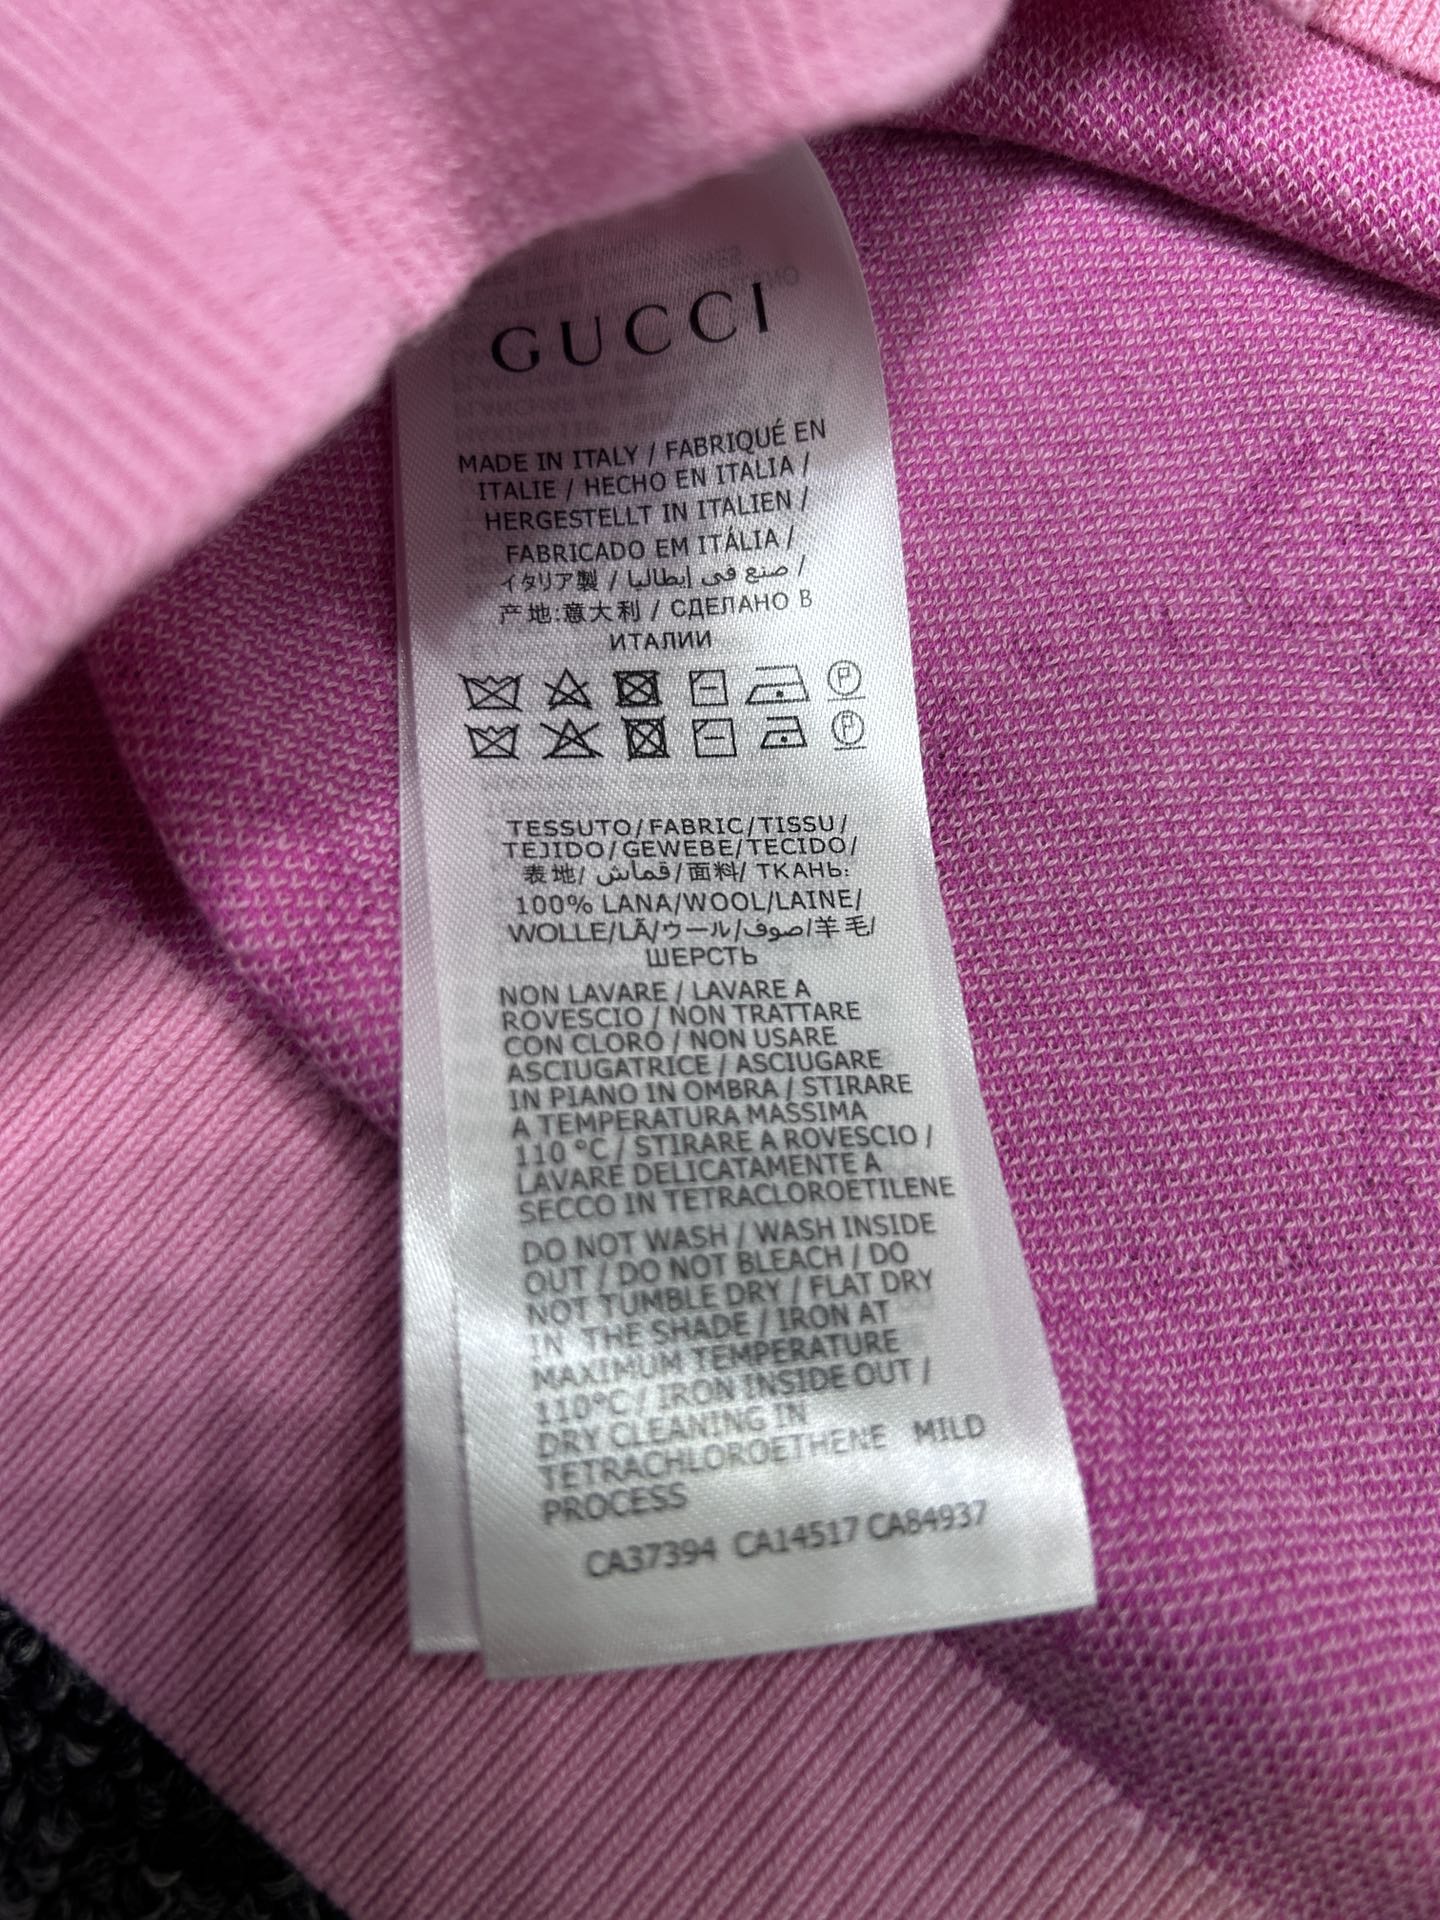 GUCCI
MADE IN ITALY / FABRIQUÉ EN
ITALIE / HECHO EN ITALIA /
HERGESTELLT IN ITALIEN /
FABRICADO EM ITÁLIA /
イタリア製 / صنع في إيطاليا /
产地:意大利 / СДЕЛАНО В
ИТАЛИИ
P
P
TESSUTO/FABRIC/TISSU/
TEJIDO/GEWEBE/TECIDO/
表地/ قماش/面料/ ТКАНЬ:
100% LANA/WOOL/LAINE/
WOLLE/LÃ/ウール/صوف/羊毛/
ШЕРСТЬ
NON LAVARE / LAVARE A
ROVESCIO / NON TRATTARE
CON CLORO / NON USARE
ASCIUGATRICE / ASCIUGARE
IN PIANO IN OMBRA / STIRARE
A TEMPERATURA MASSIMA
110 °C / STIRARE A ROVESCIO /
LAVARE DELICATAMENTE A
SECCO IN TETRACLOROETILENE
DO NOT WASH / WASH INSIDE
OUT / DO NOT BLEACH / DO
NOT TUMBLE DRY / FLAT DRY
IN THE SHADE / IRON AT
MAXIMUM TEMPERATURE
110°C / IRON INSIDE OUT /
DRY CLEANING IN
TETRACHLOROETHENE MILD
PROCESS
CA37394 CA14517 CA84937